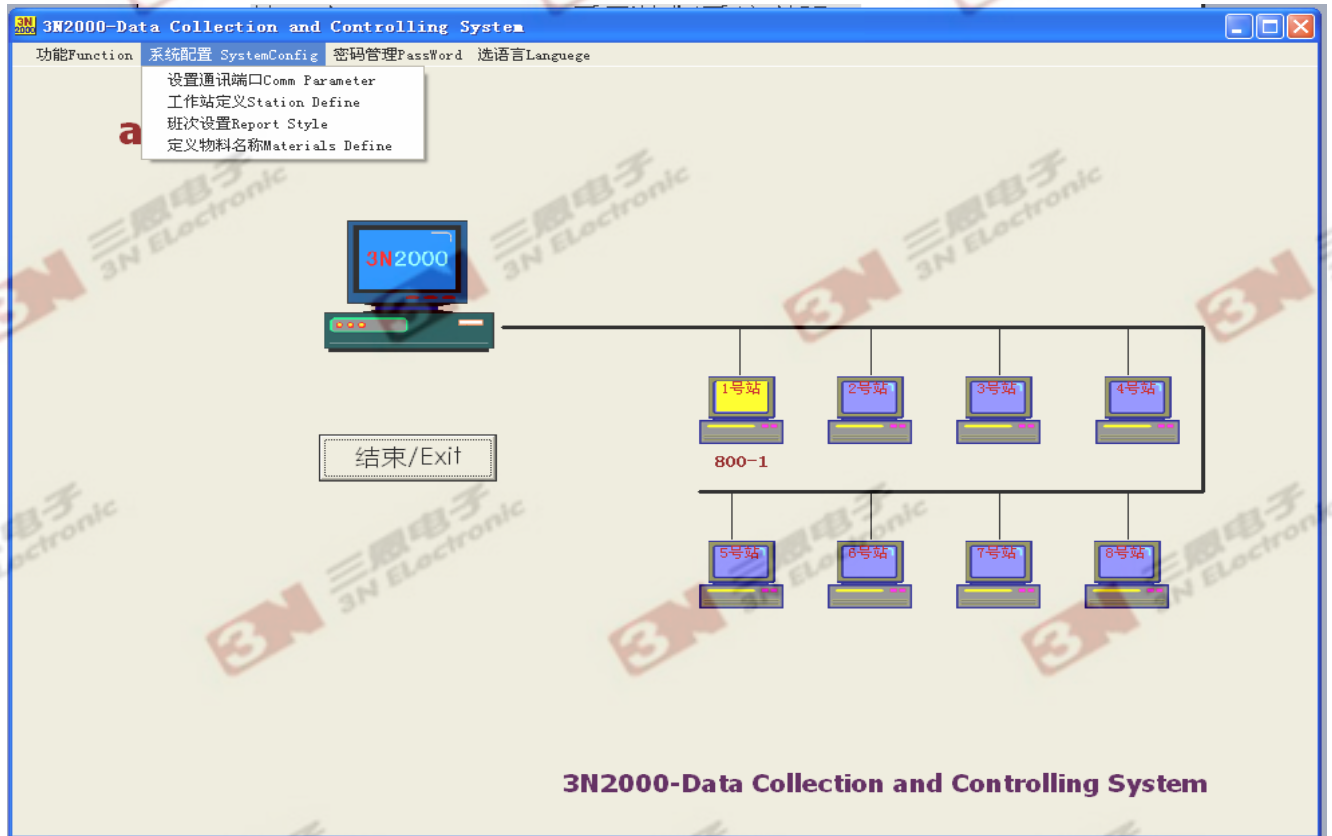 3N2000-Data Collection and Controlling System
功能Function 系统配置 SystemConfig 密码管理PassWord 选语言Languege
设置通讯端口Comm Parameter
工作站定义Station Define
班次设置Report Style
定义物料名称Materials Define
a
3N2000
1号站 2号站 3号站 4号站
结束/Exit
800-1
5号站 6号站 7号站 8号站
3N2000-Data Collection and Controlling System
3N 三恩电子
3N Electronic